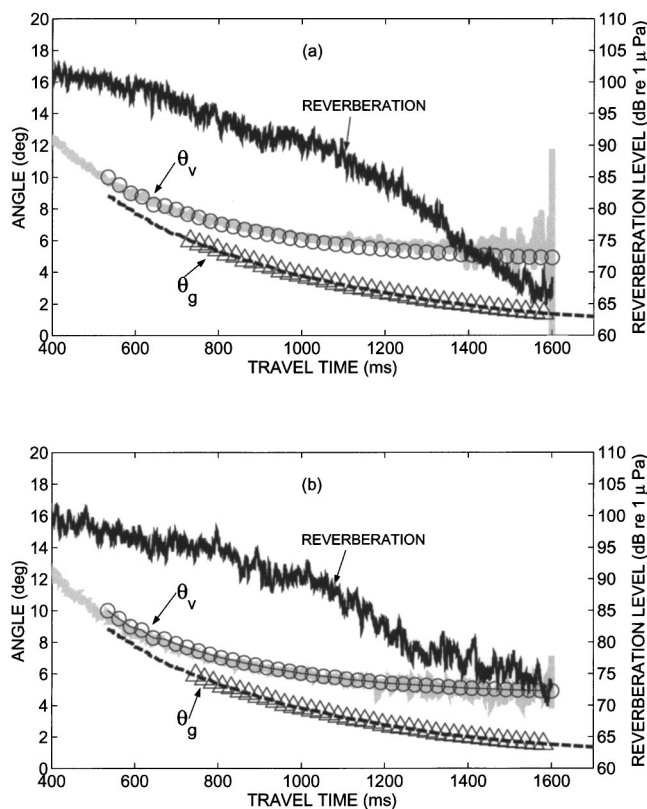 (a)
20 18 16 14 12 10 8 6 4 2 0
ANGLE (deg)
110 105 100 95 90 85 80 75 70 65 60
REVERBERATION LEVEL (dB re 1 μ Pa)
REVERBERATION
θv
θg
400 600 800 1000 1200 1400 1600
TRAVEL TIME (ms)
(b)
20 18 16 14 12 10 8 6 4 2 0
ANGLE (deg)
110 105 100 95 90 85 80 75 70 65 60
REVERBERATION LEVEL (dB re 1 μ Pa)
REVERBERATION
θv
θg
400 600 800 1000 1200 1400 1600
TRAVEL TIME (ms)